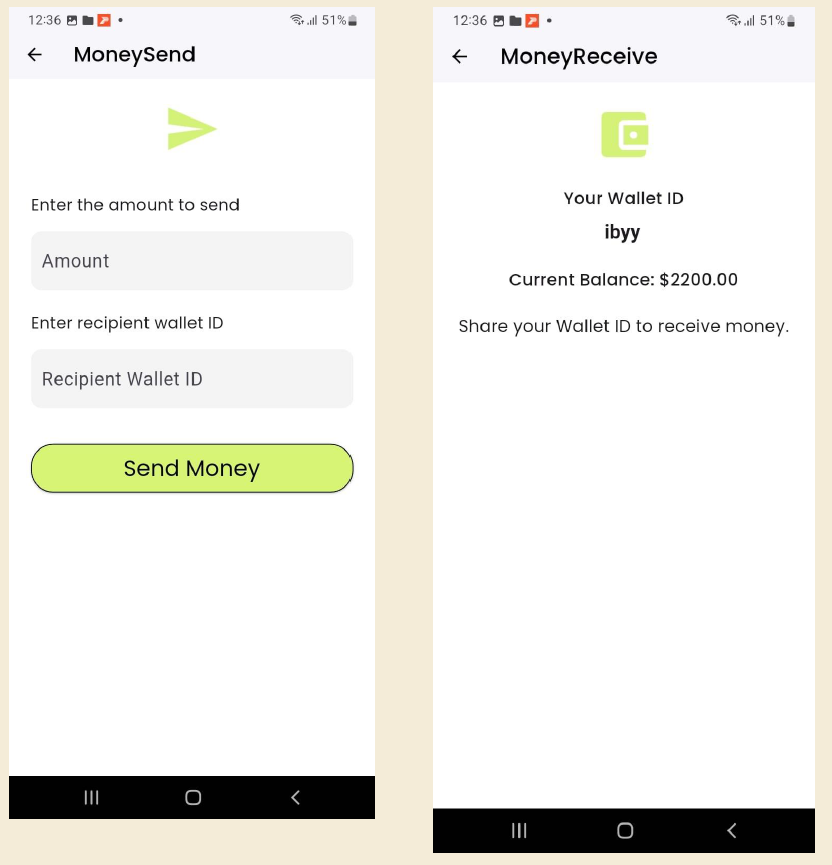 12:36
51%
MoneySend
Enter the amount to send
Amount
Enter recipient wallet ID
Recipient Wallet ID
Send Money
12:36
51%
MoneyReceive
Your Wallet ID
ibyy
Current Balance: $2200.00
Share your Wallet ID to receive money.